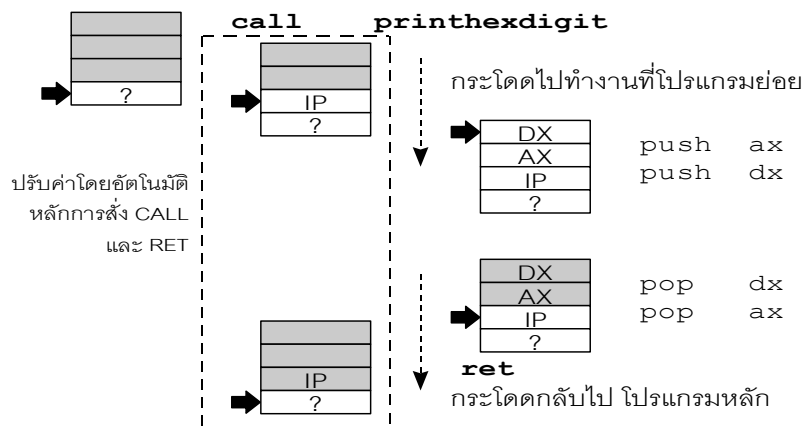 call printhexdigit
?
IP
?
กระโดดไปทำงานที่โปรแกรมย่อย
DX
AX
IP
?
push ax
push dx
ปรับค่าโดยอัตโนมัติ
หลักการสั่ง CALL
และ RET
DX
AX
IP
?
pop dx
pop ax
IP
?
ret
กระโดดกลับไป โปรแกรมหลัก